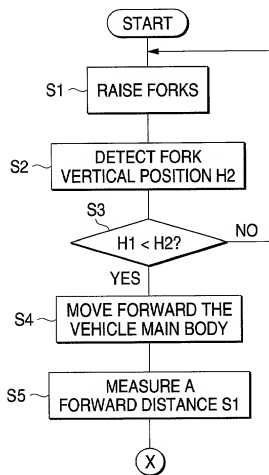 START
S1
RAISE FORKS
S2
DETECT FORK
VERTICAL POSITION H2
S3
H1 < H2?
NO
YES
S4
MOVE FORWARD THE
VEHICLE MAIN BODY
S5
MEASURE A
FORWARD DISTANCE S1
X